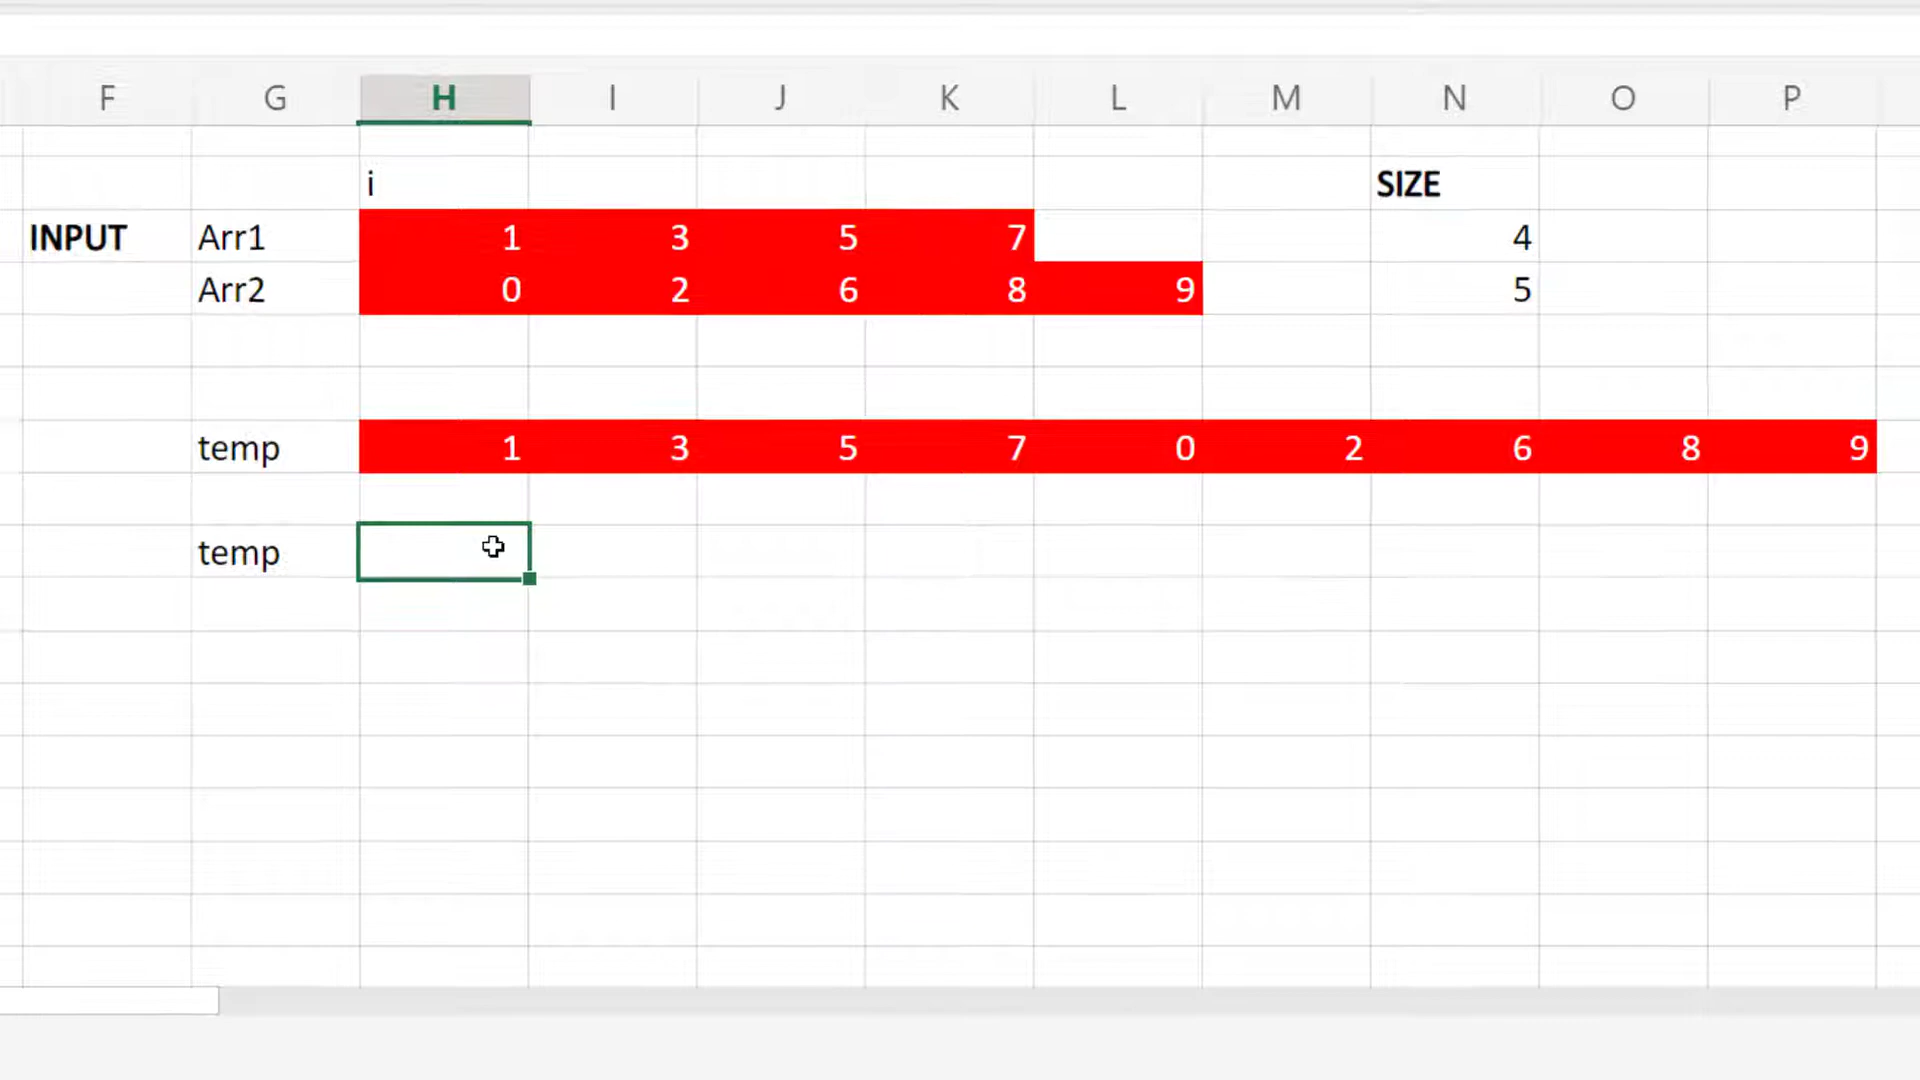 F G H I J K L M N O P
i SIZE
INPUT Arr1 1 3 5 7 4
Arr2 0 2 6 8 9 5
temp 1 3 5 7 0 2 6 8 9
temp